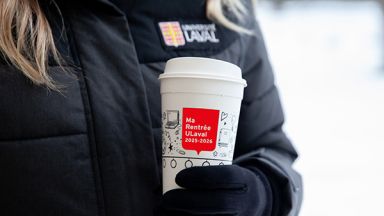 UNIVERSITÉ
LAVAL
Ma
Rentrée
ULaval
2025-2026